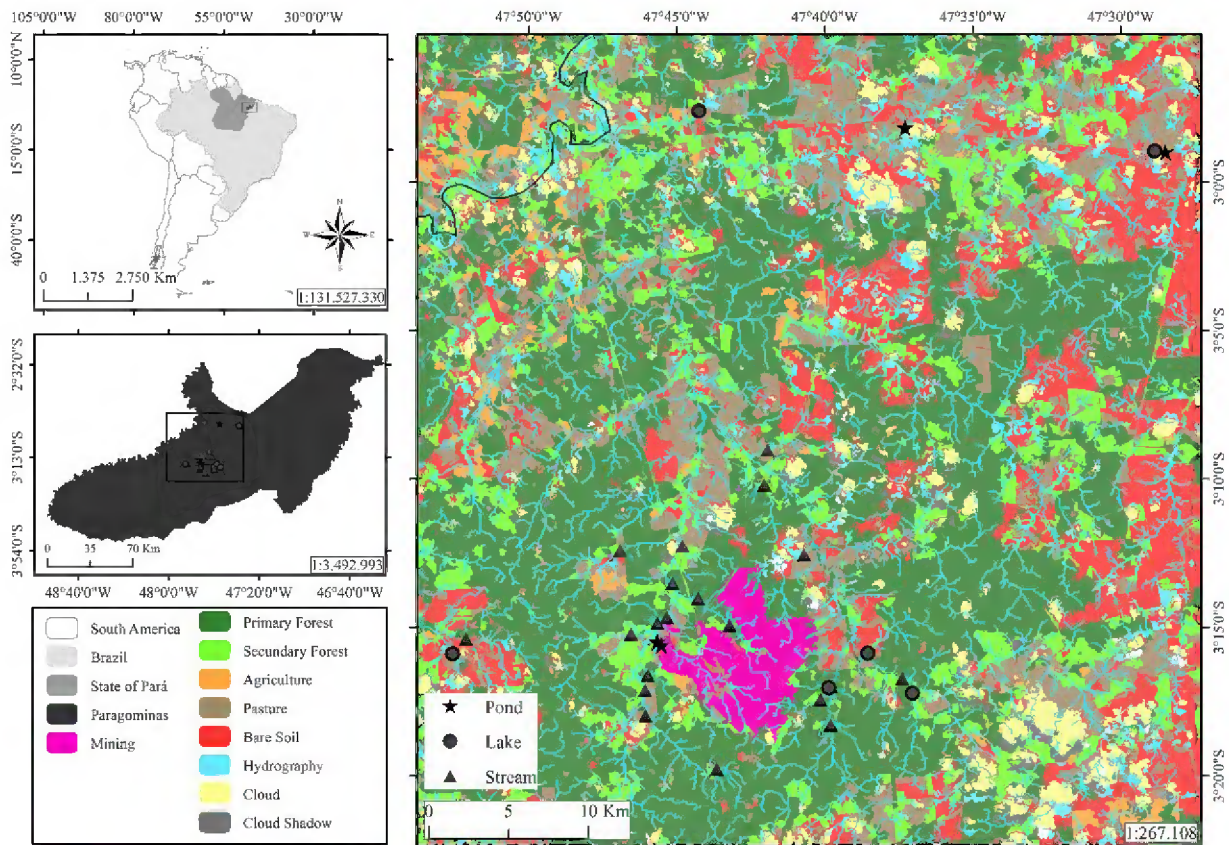 105°0'0"W 80°0'0"W 55°0'0"W 30°0'0"W
10°0'0"N
15°0'0"S
40°0'0"S
N
W E
S
0 1.375 2.750 Km
1:131.527.330
2°32'0"S
3°13'0"S
3°54'0"S
0 35 70 Km
1:3,492.993
48°40'0"W 48°0'0"W 47°20'0"W 46°40'0"W
South America
Brazil
State of Pará
Paragominas
Mining
Primary Forest
Secundary Forest
Agriculture
Pasture
Bare Soil
Hydrography
Cloud
Cloud Shadow
47°50'0"W 47°45'0"W 47°40'0"W 47°35'0"W 47°30'0"W
3°0'0"S
3°5'0"S
3°10'0"S
3°15'0"S
3°20'0"S
Pond
Lake
Stream
0 5 10 Km
1:267.108